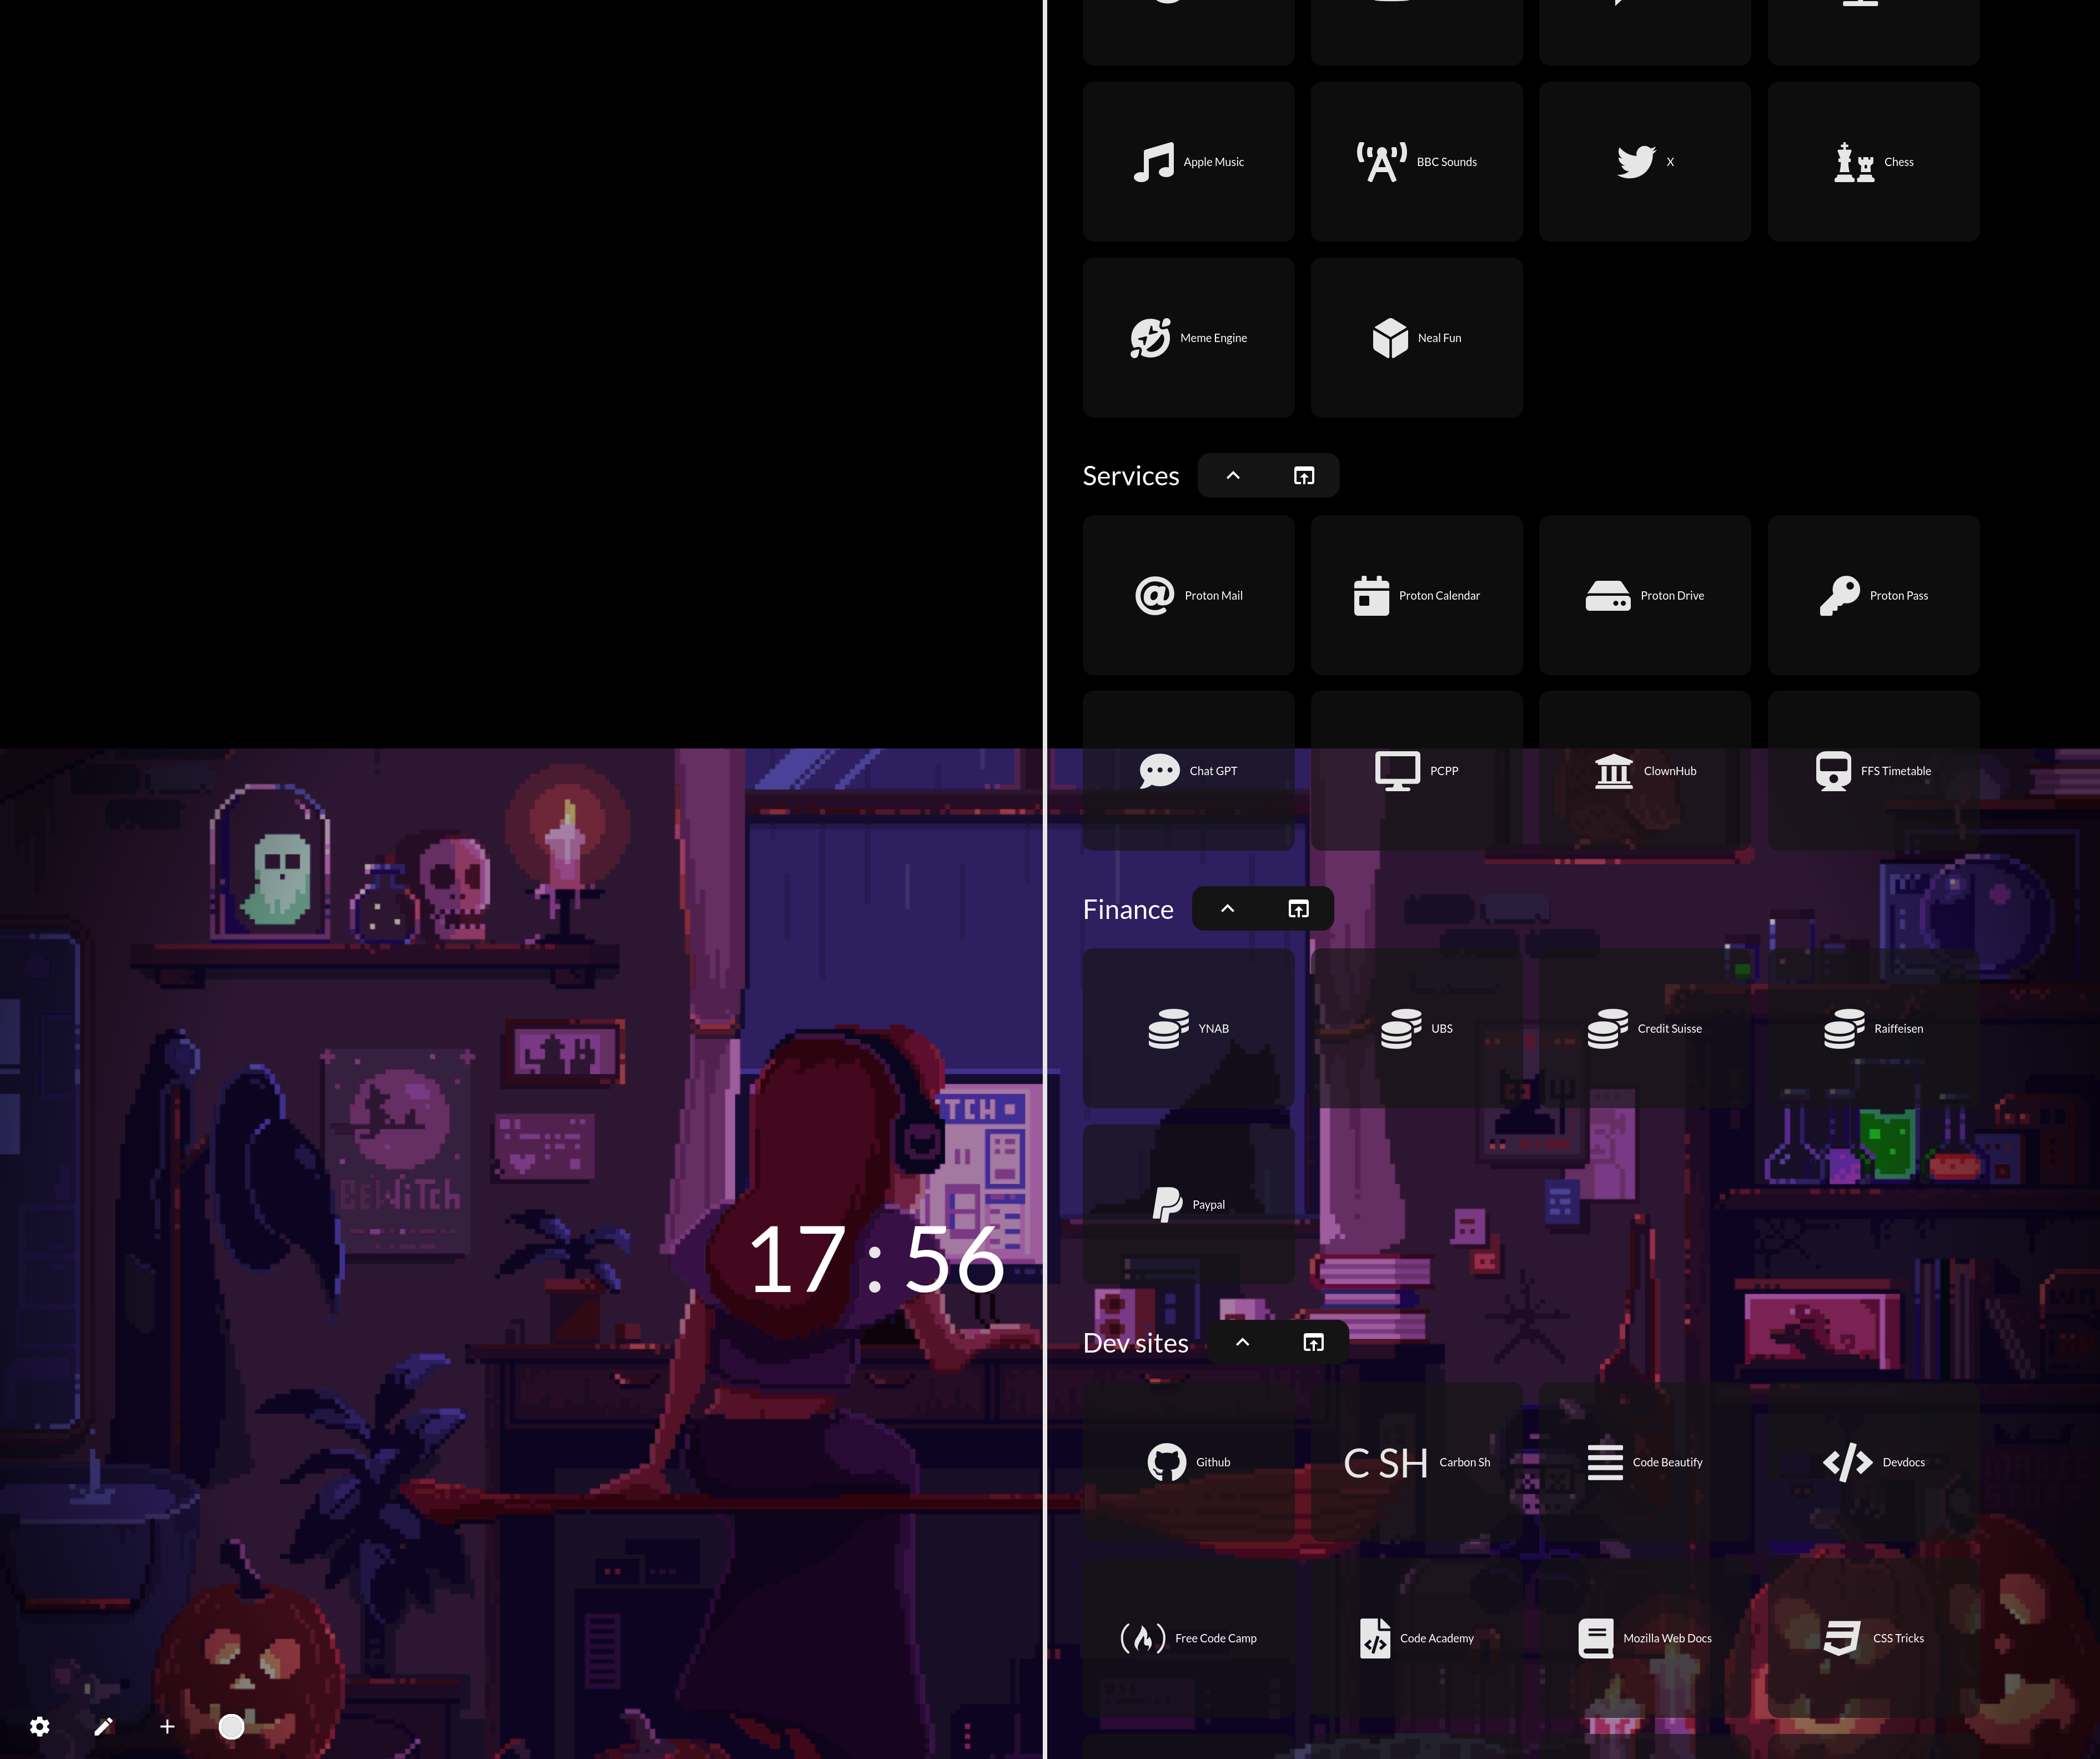 Apple Music
BBC Sounds
X
Chess
Meme Engine
Neal Fun
Services
Proton Mail
Proton Calendar
Proton Drive
Proton Pass
Chat GPT
PCPP
ClownHub
FFS Timetable
Finance
YNAB
UBS
Credit Suisse
Raiffeisen
TCH
BeWiTch
Paypal
17:56
Dev sites
Github
C SH Carbon Sh
Code Beautify
Devdocs
Free Code Camp
Code Academy
Mozilla Web Docs
CSS Tricks